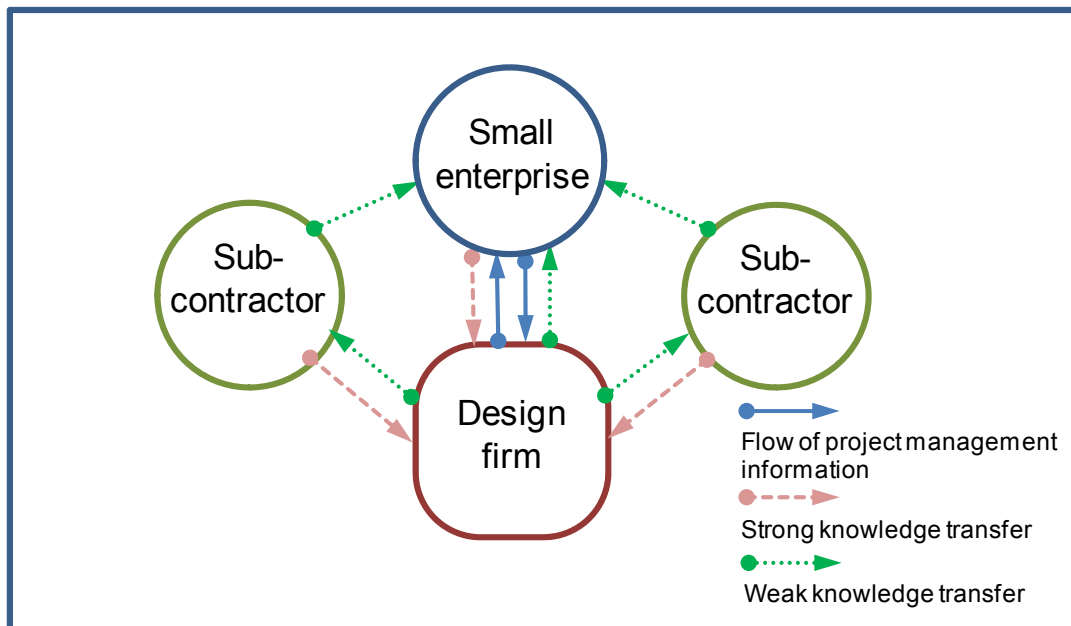 Small
enterprise
Sub-
contractor
Sub-
contractor
Design
firm
Flow of project management
information
Strong knowledge transfer
Weak knowledge transfer